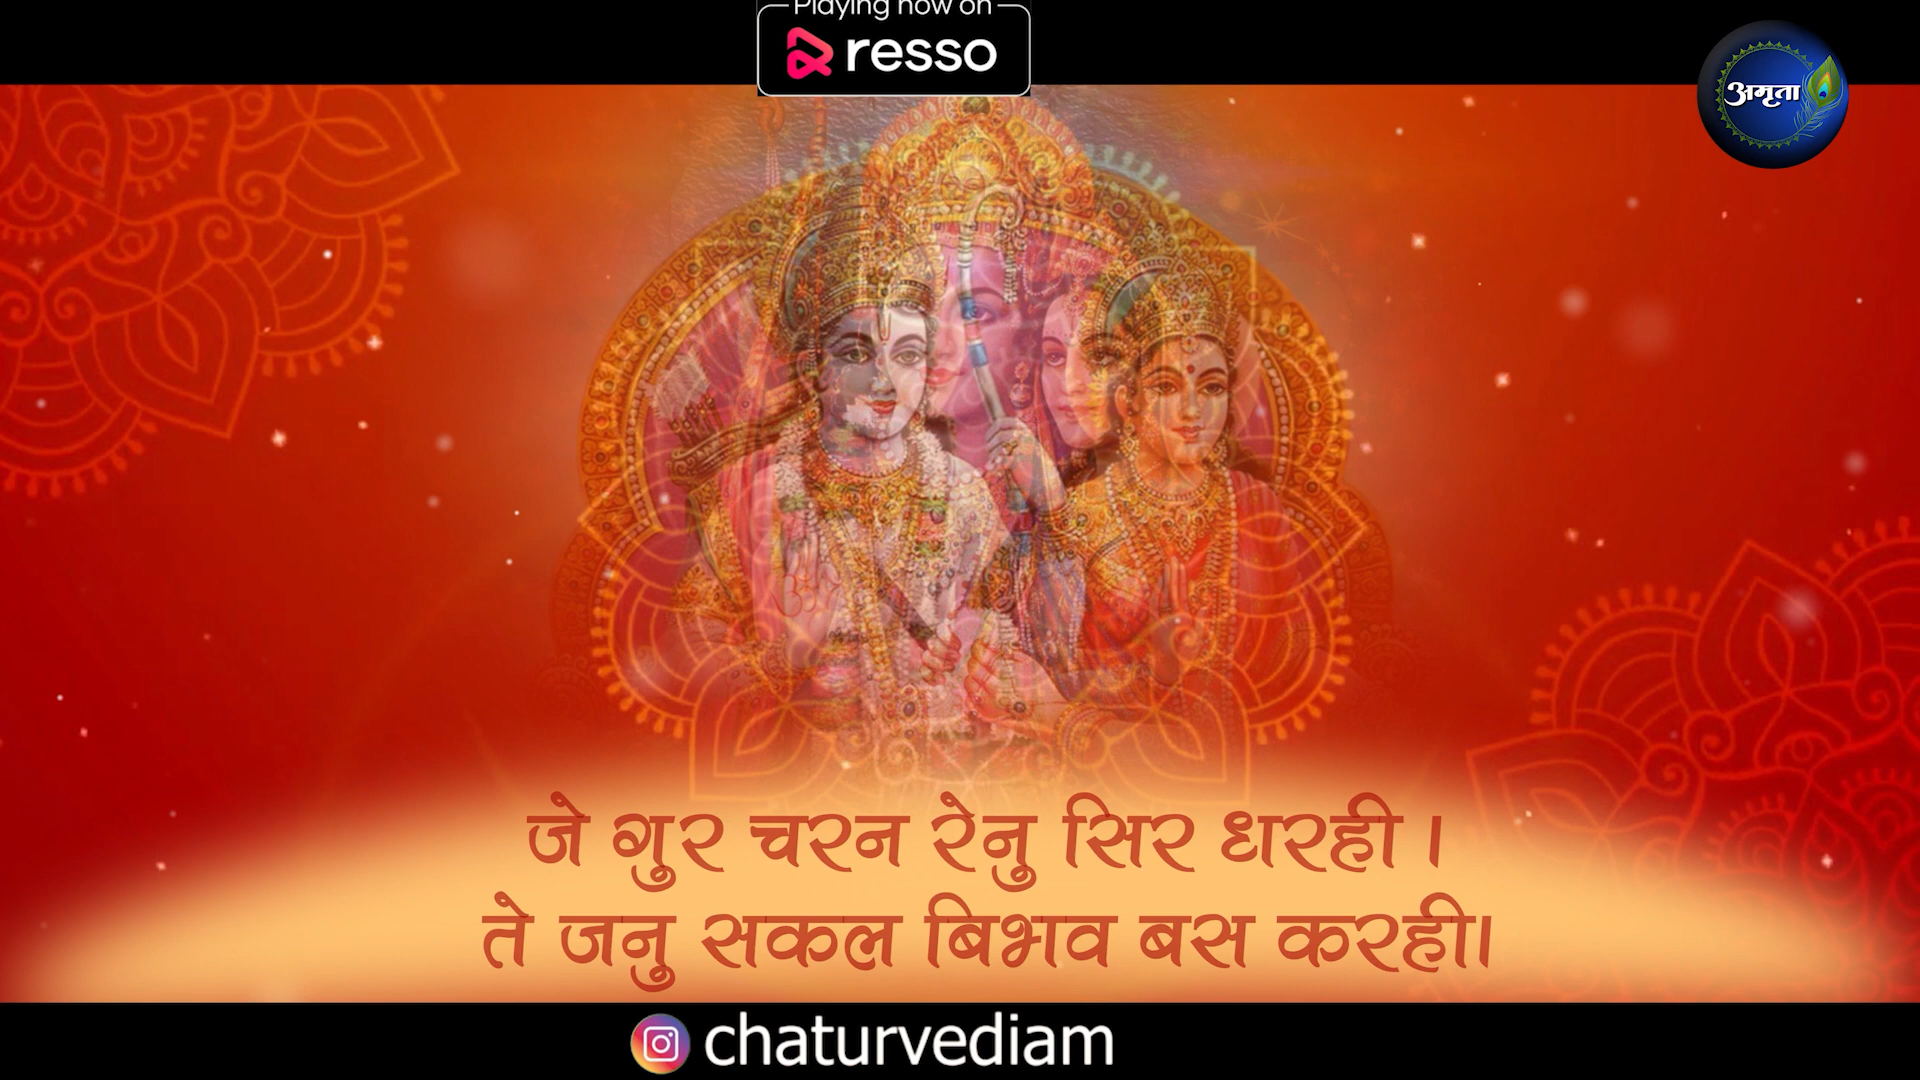 Playing now on
resso
अमृता
जे गुर चरन रेनु सिर धरही ।
ते जनु सकल बिभव बस करही।
chaturvediam